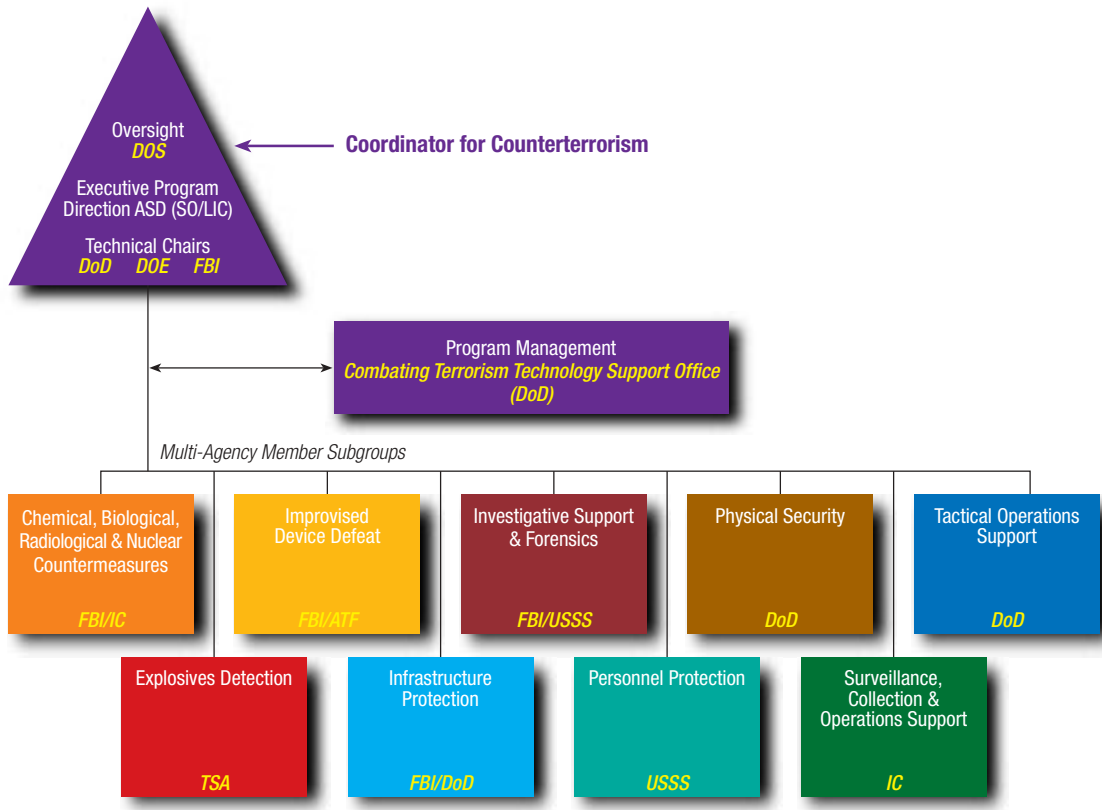 Oversight
DOS
Coordinator for Counterterrorism
Executive Program
Direction ASD (SO/LIC)
Technical Chairs
DoD DOE FBI
Program Management
Combating Terrorism Technology Support Office
(DoD)
Multi-Agency Member Subgroups
Chemical, Biological,
Radiological & Nuclear
Countermeasures
FBI/IC
Improvised
Device Defeat
FBI/ATF
Investigative Support
& Forensics
FBI/USSS
Physical Security
DoD
Tactical Operations
Support
DoD
Explosives Detection
TSA
Infrastructure
Protection
FBI/DoD
Personnel Protection
USSS
Surveillance,
Collection &
Operations Support
IC